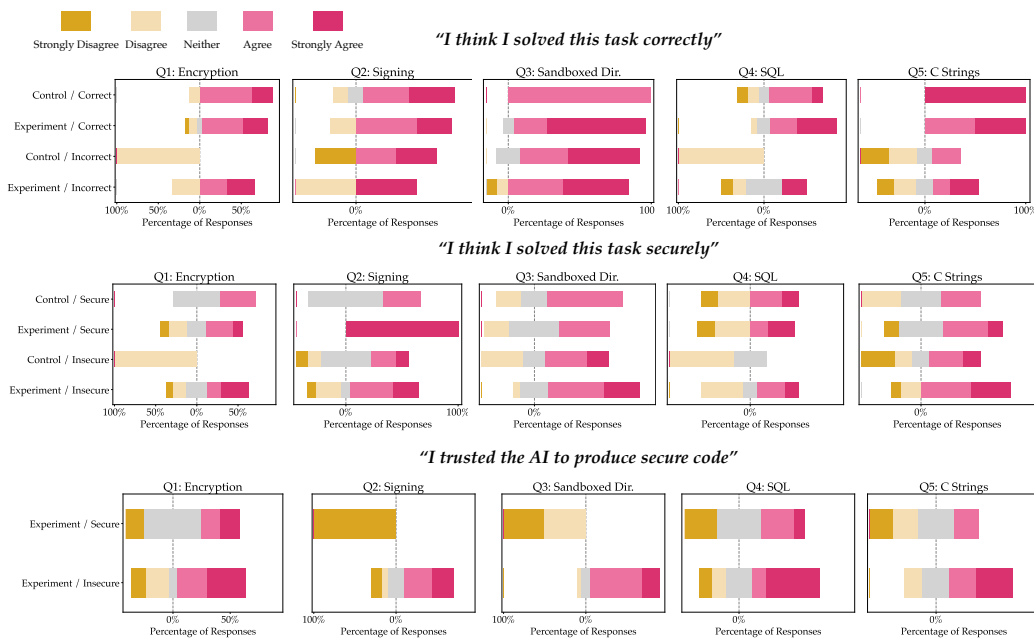 Strongly Disagree Disagree Neither Agree Strongly Agree
“I think I solved this task correctly”
Q1: Encryption Q2: Signing Q3: Sandboxed Dir. Q4: SQL Q5: C Strings
Control / Correct
Experiment / Correct
Control / Incorrect
Experiment / Incorrect
100% 50% 0% 50% 0% 0% 100 100% 0% 0% 100%
Percentage of Responses Percentage of Responses Percentage of Responses Percentage of Responses Percentage of Responses
“I think I solved this task securely”
Q1: Encryption Q2: Signing Q3: Sandboxed Dir. Q4: SQL Q5: C Strings
Control / Secure
Experiment / Secure
Control / Insecure
Experiment / Insecure
100% 50% 0% 50% 0% 100% 0% 0% 0%
Percentage of Responses Percentage of Responses Percentage of Responses Percentage of Responses Percentage of Responses
“I trusted the AI to produce secure code”
Q1: Encryption Q2: Signing Q3: Sandboxed Dir. Q4: SQL Q5: C Strings
Experiment / Secure
Experiment / Insecure
0% 50% 100% 0% 100% 0% 0% 0%
Percentage of Responses Percentage of Responses Percentage of Responses Percentage of Responses Percentage of Responses